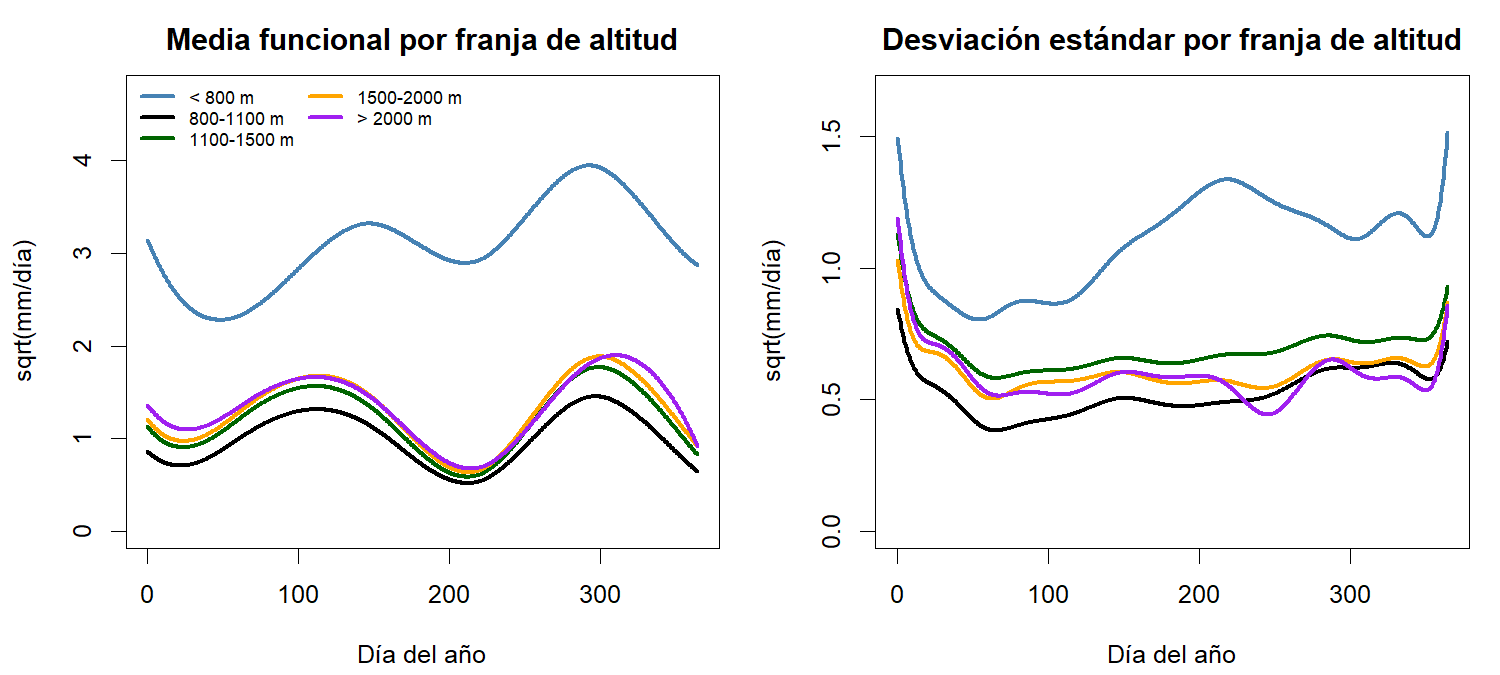 Media funcional por franja de altitud
< 800 m
800-1100 m
1100-1500 m
1500-2000 m
> 2000 m
sqrt(mm/día)
4
3
2
1
0
0 100 200 300
Día del año
Desviación estándar por franja de altitud
sqrt(mm/día)
1.5
1.0
0.5
0.0
0 100 200 300
Día del año